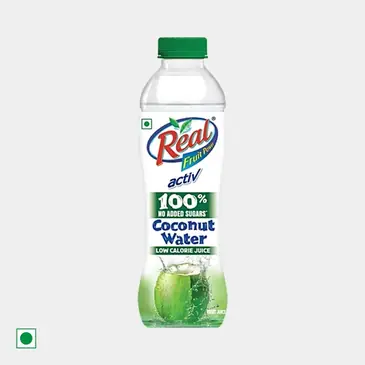 Real
Fruit Power
activ
100%
NO ADDED SUGARS*
Coconut
Water
LOW CALORIE JUICE